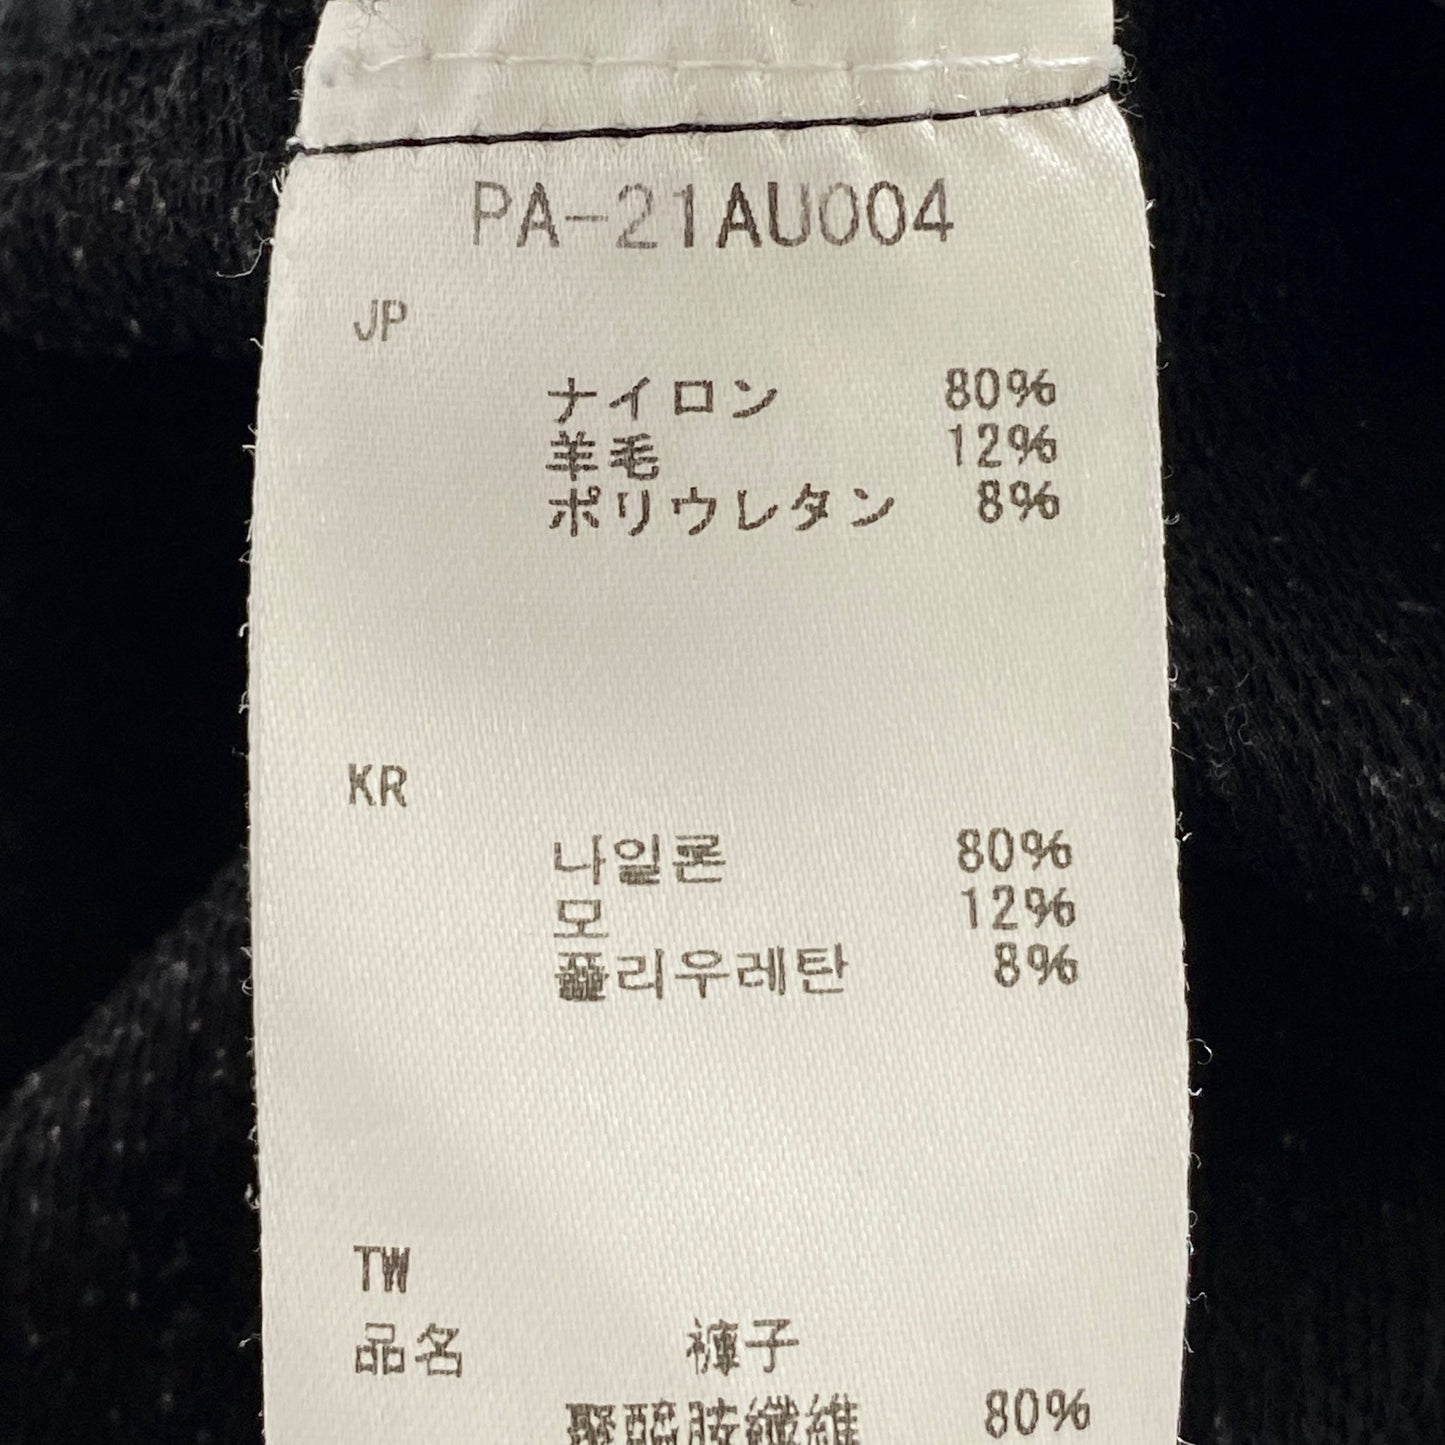 PA-21AU004
JP
ナイロン 80%
羊毛 12%
ポリウレタン 8%
KR
나일론 80%
모 12%
폴리우레탄 8%
TW
品名 褲子
聚醯胺纖維 80%